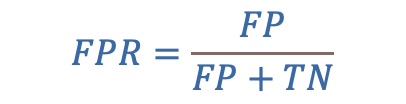 FPR = FP / FP + TN